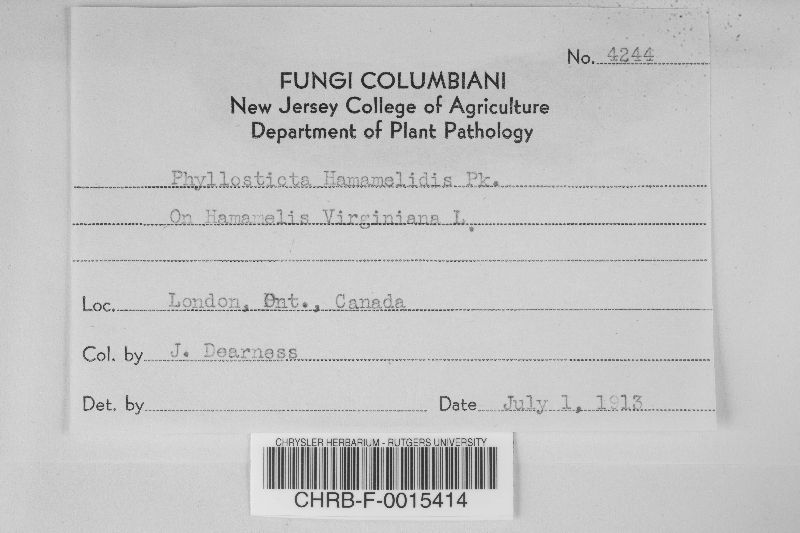 No. 4244
FUNGI COLUMBIANI
New Jersey College of Agriculture
Department of Plant Pathology
Phyllosticta Hamamelidis Pk.
On Hamamelis Virginiana L.
Loc. London, Ont., Canada
Col. by J. Dearness
Det. by
Date July 1, 1913
CHRYSLER HERBARIUM - RUTGERS UNIVERSITY
CHRB-F-0015414